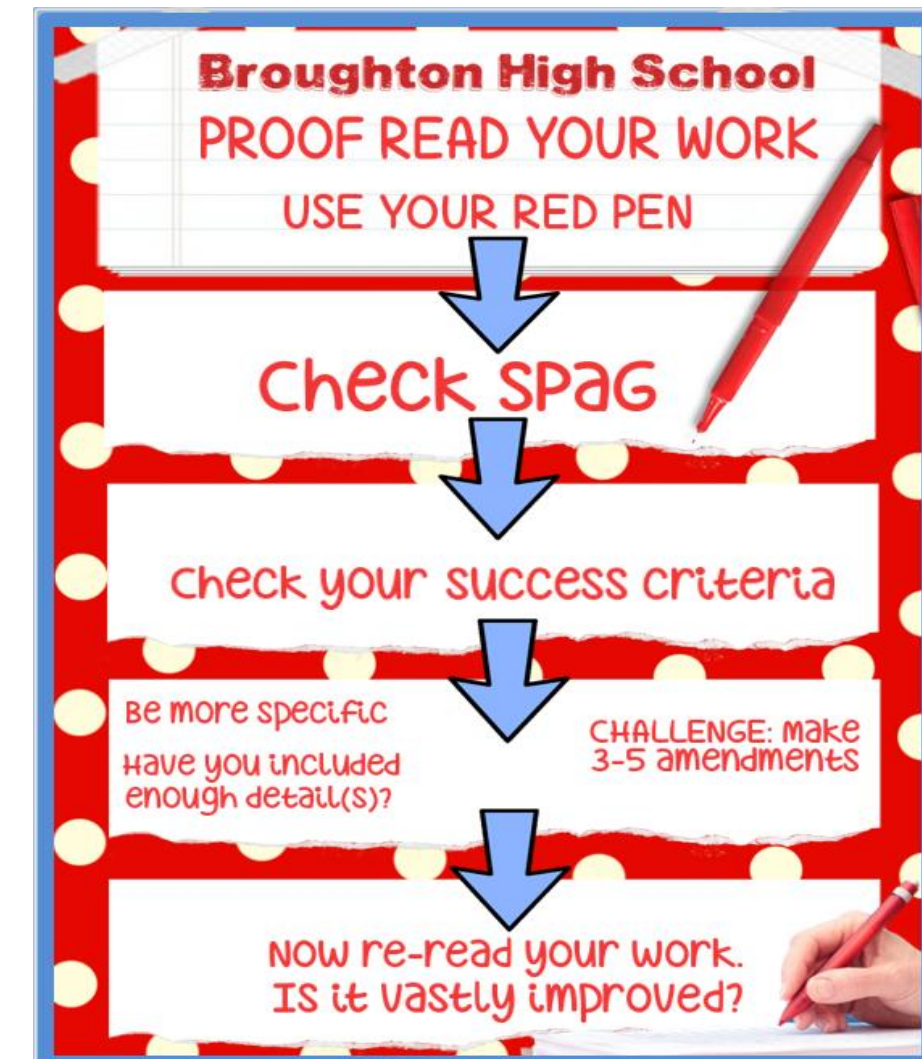 Broughton High School
PROOF READ YOUR WORK
USE YOUR RED PEN
Check SPaG
Check your success criteria
Be more specific
Have you included
enough detail(s)?
CHALLENGE: make
3-5 amendments
Now re-read your work.
Is it vastly improved?